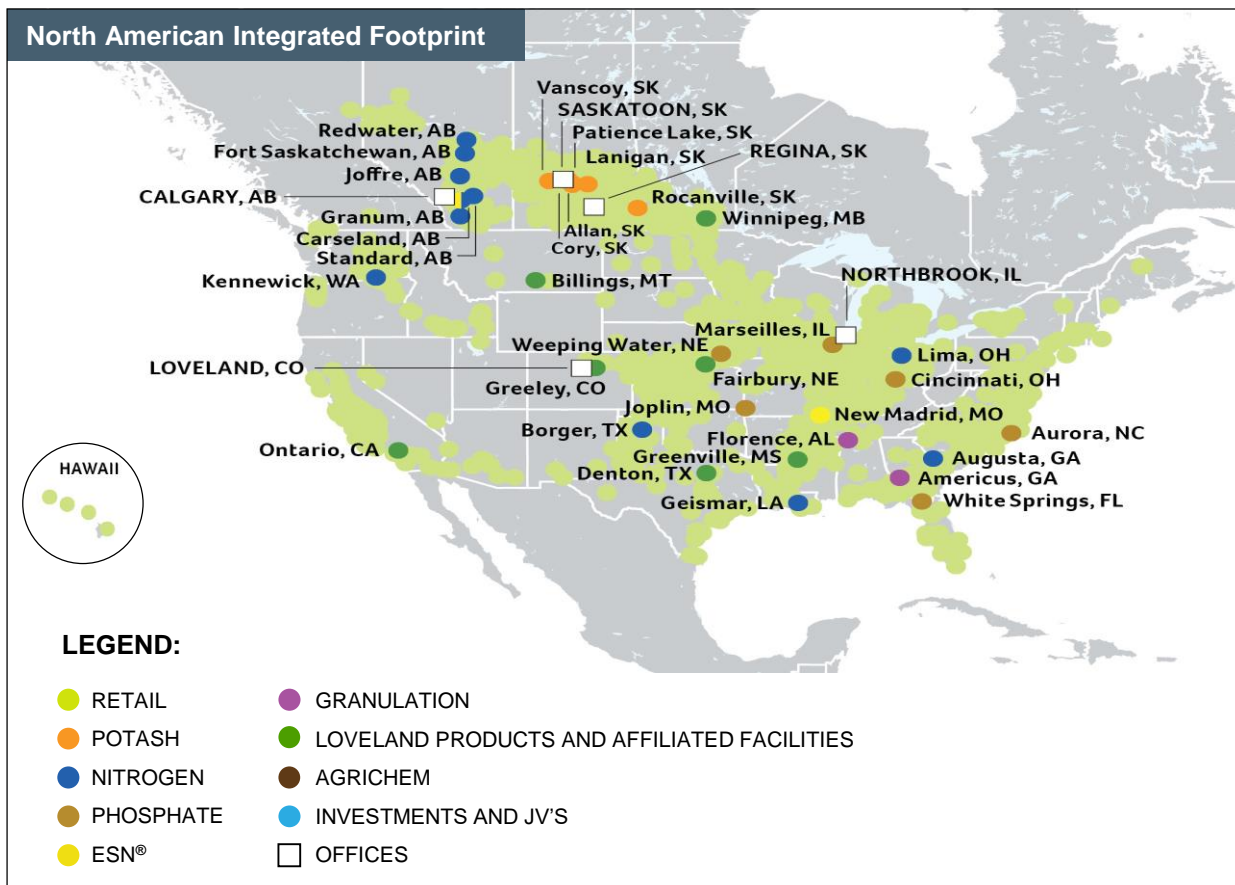 North American Integrated Footprint
Vanscoy, SK
SASKATOON, SK
Redwater, AB
Patience Lake, SK
Fort Saskatchewan, AB
Lanigan, SK
REGINA, SK
Joffre, AB
CALGARY, AB
Rocanville, SK
Granum, AB
Winnipeg, MB
Allan, SK
Carseland, AB
Cory, SK
Standard, AB
Kennewick, WA
Billings, MT
NORTHBROOK, IL
Marseilles, IL
Weeping Water, NE
Lima, OH
LOVELAND, CO
Greeley, CO
Fairbury, NE
Cincinnati, OH
Joplin, MO
New Madrid, MO
Borger, TX
Florence, AL
Aurora, NC
Ontario, CA
Greenville, MS
Augusta, GA
HAWAII
Denton, TX
Americus, GA
Geismar, LA
White Springs, FL
LEGEND:
RETAIL
POTASH
NITROGEN
PHOSPHATE
ESN®
GRANULATION
LOVELAND PRODUCTS AND AFFILIATED FACILITIES
AGRICHEM
INVESTMENTS AND JV'S
OFFICES